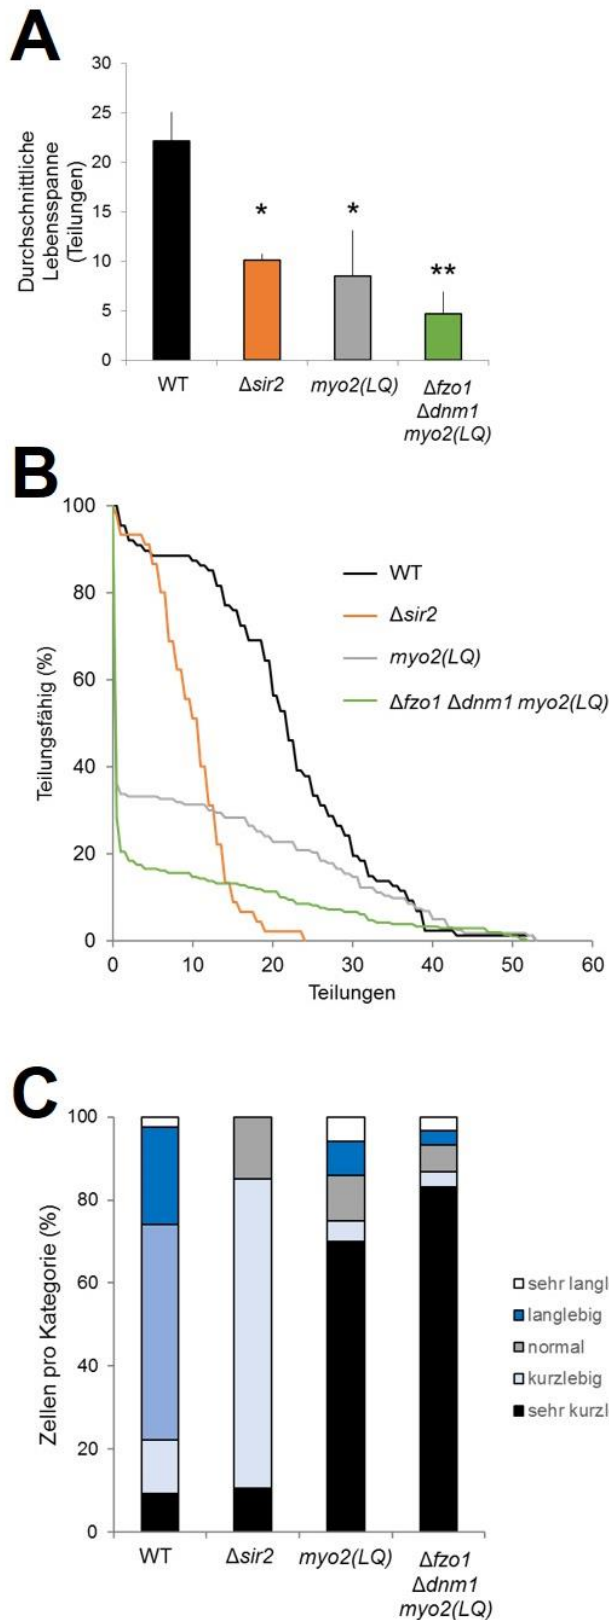 A
Durchschnittliche
Lebensspanne
(Teilungen)
30
25
20
15
10
5
0
*
*
**
WT
Δsir2
myo2(LQ)
Δfzo1
Δdnm1
myo2(LQ)
B
Teilungsfähig (%)
100
80
60
40
20
0
WT
Δsir2
myo2(LQ)
Δfzo1 Δdnm1 myo2(LQ)
0 10 20 30 40 50 60
Teilungen
C
Zellen pro Kategorie (%)
100
80
60
40
20
0
sehr langl
langlebig
normal
kurzlebig
sehr kurzl
WT
Δsir2
myo2(LQ)
Δfzo1
Δdnm1
myo2(LQ)